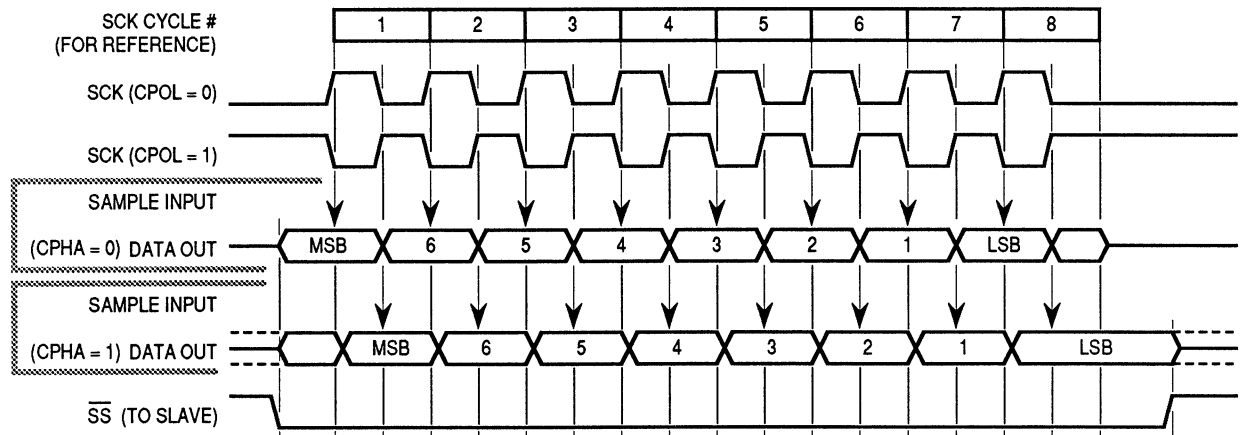 SCK CYCLE #
(FOR REFERENCE)
1 2 3 4 5 6 7 8
SCK (CPOL = 0)
SCK (CPOL = 1)
SAMPLE INPUT
(CPHA = 0) DATA OUT
MSB 6 5 4 3 2 1 LSB
SAMPLE INPUT
(CPHA = 1) DATA OUT
MSB 6 5 4 3 2 1 LSB
S̅S̅ (TO SLAVE)